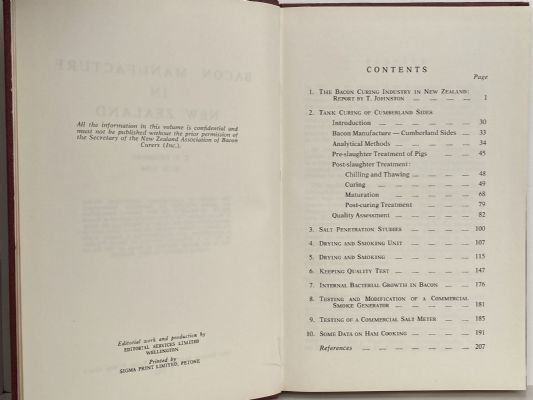 BACON MANUFACTURE
IN
NEW ZEALAND
All the information in this volume is confidential and
must not be published without the prior permission of
the Secretary of the New Zealand Association of Bacon
Curers (Inc.).
Editorial work and production by
EDITORIAL SERVICES LIMITED
WELLINGTON
Printed by
SIGMA PRINT LIMITED, PETONE
CONTENTS
Page
1. THE BACON CURING INDUSTRY IN NEW ZEALAND:
REPORT BY T. JOHNSTON — — — — 1
2. TANK CURING OF CUMBERLAND SIDES
Introduction — — — — — 30
Bacon Manufacture — Cumberland Sides — — 33
Analytical Methods — — — — — 34
Pre-slaughter Treatment of Pigs — — — 45
Post-slaughter Treatment:
Chilling and Thawing — — — — 48
Curing — — — — — 49
Maturation — — — — — 68
Post-curing Treatment — — — 79
Quality Assessment — — — — — 82
3. SALT PENETRATION STUDIES — — — — 100
4. DRYING AND SMOKING UNIT — — — — 107
5. DRYING AND SMOKING — — — — — 115
6. KEEPING QUALITY TEST — — — — — 147
7. INTERNAL BACTERIAL GROWTH IN BACON — — 176
8. TESTING AND MODIFICATION OF A COMMERCIAL
SMOKE GENERATOR — — — — 181
9. TESTING OF A COMMERCIAL SALT METER — — 185
10. SOME DATA ON HAM COOKING — — — — 191
References — — — — — — — 207